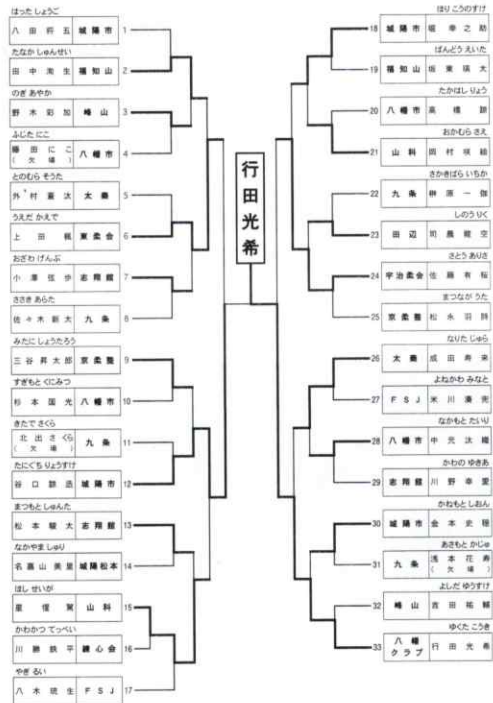 はった しょうご
八田将五 城陽市 1
たなか しゅんせい
田中 生 福知山 2
のぎ あやか
野木彩加 峰山 3
ふじた にこ
藤田にこ 八幡市 4
(欠場)
とのむら そうた
外村蒼汰 太秦 5
うえだ かえで
上田楓 東柔会 6
おざわ げんぶ
小澤弦歩 志翔館 7
ささき あらた
佐々木新太 九条 8
みたに しょうたろう
三谷昇太郎 京柔整 9
すぎもと くにみつ
杉本国光 八幡市 10
きたで さくら
北出さくら 九条 11
(欠場)
たにぐち りょうすけ
谷口諒浩 城陽市 12
まつもと しゅんた
松本駿太 志翔館 13
なかやま しゅり
名嘉山美里 城陽松本 14
ほし せいが
星惺駕 山科 15
かわかつ てっぺい
川勝鉄平 錬心会 16
やぎ るい
八木琉生 FSJ 17
行田光希
ほり こうのすけ
18 城陽市 堀幸之助
ばんどう えいた
19 福知山 坂東瑛太
たかはし りょう
20 八幡市 高橋諒
おかむら さえ
21 山科 岡村咲絵
さかきばら いちか
22 九条 榊原一伽
しのう りく
23 田辺 司農龍空
さとう ありさ
24 宇治柔会 佐藤有桜
まつなが うた
25 京柔整 松永羽詩
なりた じゅら
26 太秦 成田寿来
よねかわ みなと
27 FSJ 米川湊兜
なかもと たいり
28 八幡市 中元汰織
かわの ゆきあ
29 志翔館 川野幸愛
かねもと しおん
30 城陽市 金本史穏
あさもと かじゅ
31 九条 浅本花寿
(欠場)
よしだ ゆうすけ
32 峰山 吉田祐輔
ゆくた こうき
33 八幡クラブ 行田光希